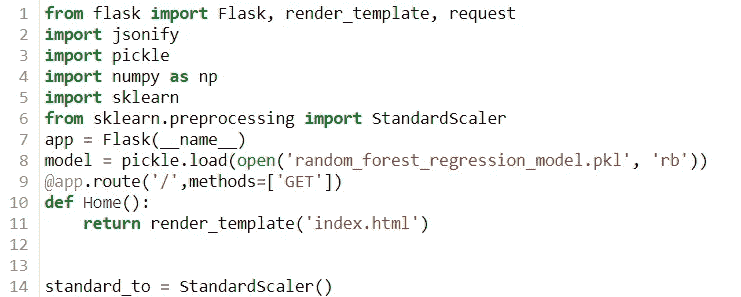 1 from flask import Flask, render_template, request
2 import jsonify
3 import pickle
4 import numpy as np
5 import sklearn
6 from sklearn.preprocessing import StandardScaler
7 app = Flask(__name__)
8 model = pickle.load(open('random_forest_regression_model.pkl', 'rb'))
9 @app.route('/',methods=['GET'])
10 def Home():
11     return render_template('index.html')
12
13
14 standard_to = StandardScaler()